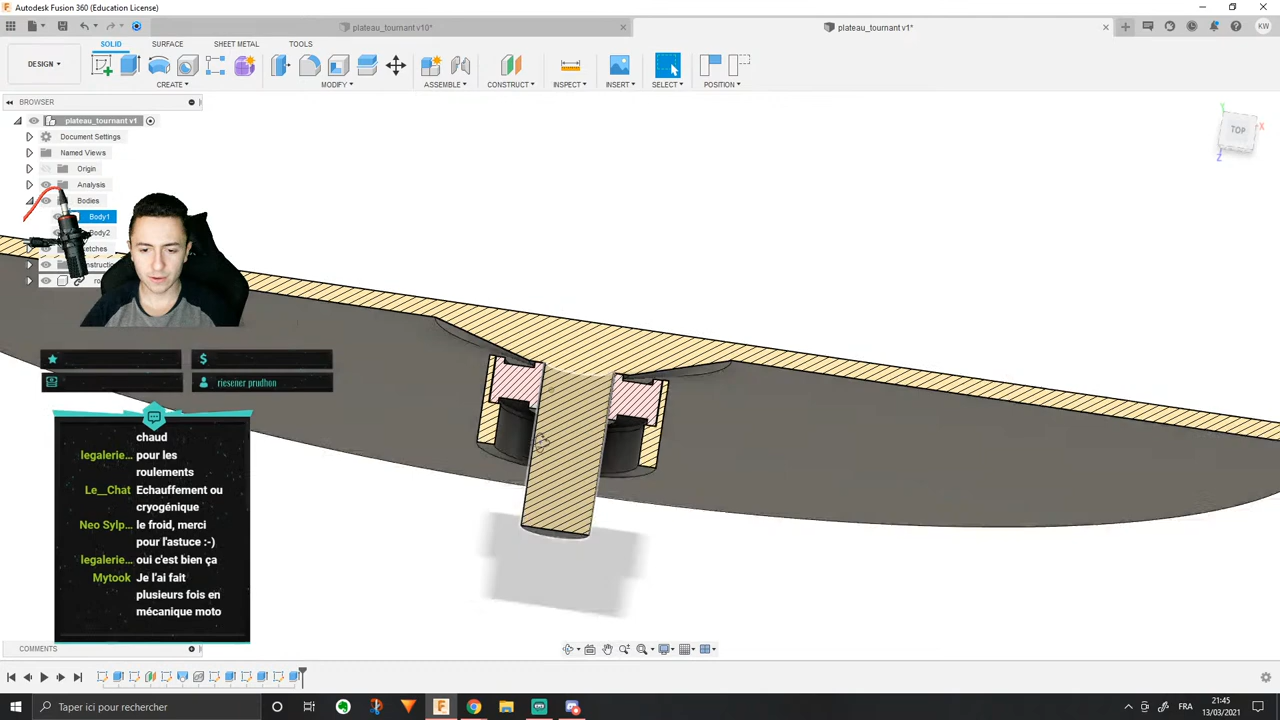 Autodesk Fusion 360 (Education License)
plateau_tournant v10*
plateau_tournant v1*
KW
SOLID
SURFACE
SHEET METAL
TOOLS
DESIGN
CREATE
MODIFY
ASSEMBLE
CONSTRUCT
INSPECT
INSERT
SELECT
POSITION
BROWSER
plateau_tournant v1
Document Settings
Named Views
Origin
Analysis
Bodies
Body1
Body2
TOP
Y
X
Z
$
riesener prudhon
chaud
legalerie... pour les
roulements
Le__Chat Echauffement ou
cryogénique
Neo Sylp... le froid, merci
pour l'astuce :-)
legalerie... oui c'est bien ça
Mytook Je l'ai fait
plusieurs fois en
mécanique moto
COMMENTS
Taper ici pour rechercher
FRA
21:45
13/03/2021